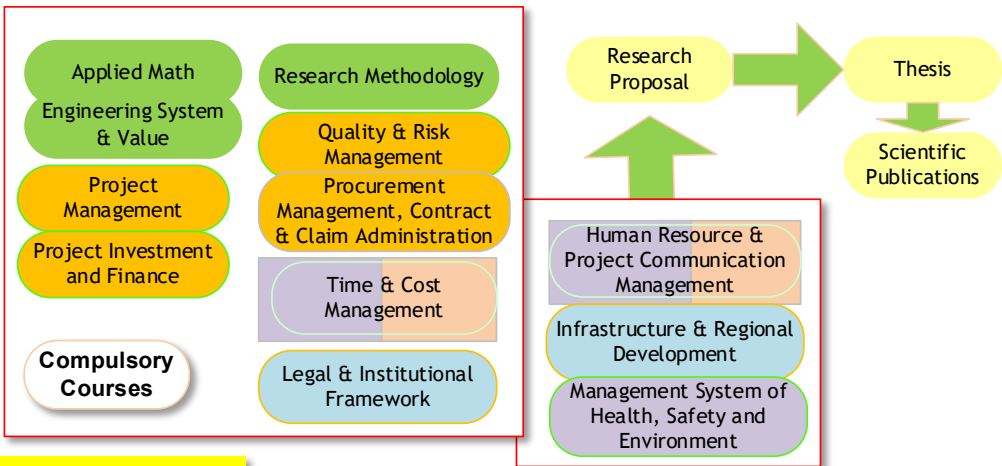 Applied Math
Engineering System
& Value
Project
Management
Project Investment
and Finance
Compulsory
Courses
Research Methodology
Quality & Risk
Management
Procurement
Management, Contract
& Claim Administration
Time & Cost
Management
Legal & Institutional
Framework
Human Resource &
Project Communication
Management
Infrastructure & Regional
Development
Management System of
Health, Safety and
Environment
Research
Proposal
Thesis
Scientific
Publications